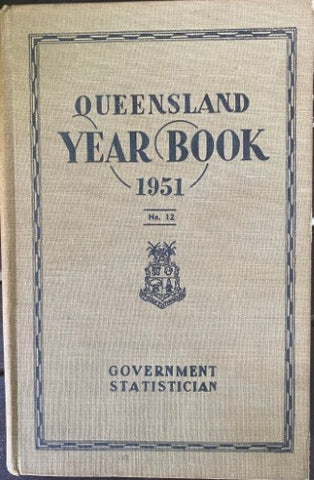 QUEENSLAND
YEAR BOOK
1951
No. 12
GOVERNMENT
STATISTICIAN